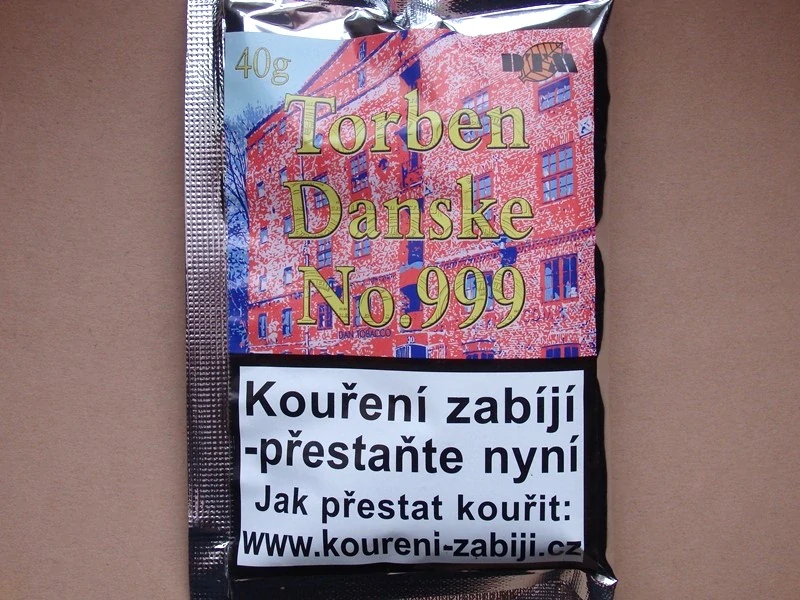 40g
Torben
Danske
No.999
DAN TOBACCO
Kouření zabíjí
-přestaňte nyní
Jak přestat kouřit:
www.koureni-zabiji.cz